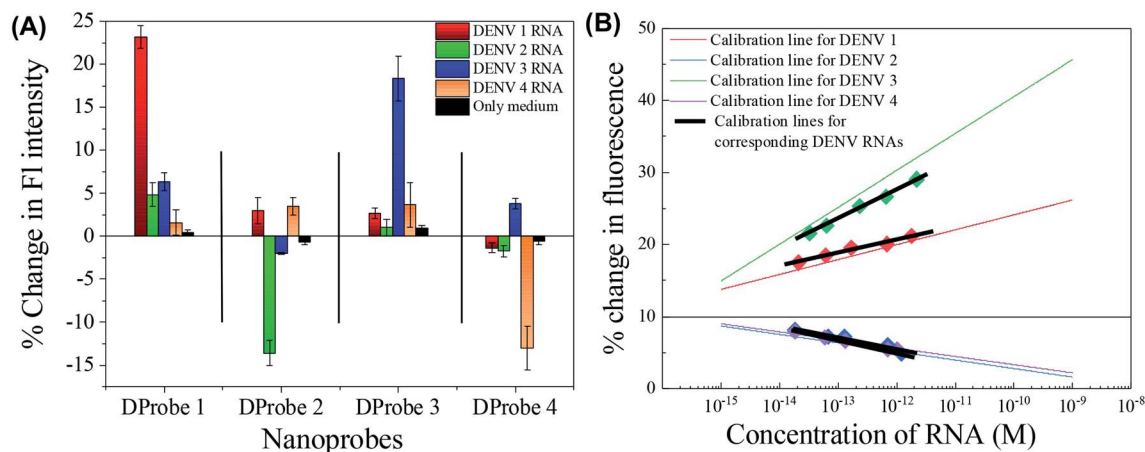 (A)
% Change in Fl intensity
25
20
15
10
5
0
-5
-10
-15
DENV 1 RNA
DENV 2 RNA
DENV 3 RNA
DENV 4 RNA
Only medium
DProbe 1 DProbe 2 DProbe 3 DProbe 4
Nanoprobes
(B)
% change in fluorescence
50
40
30
20
10
0
Calibration line for DENV 1
Calibration line for DENV 2
Calibration line for DENV 3
Calibration line for DENV 4
Calibration lines for
corresponding DENV RNAs
10⁻¹⁵ 10⁻¹⁴ 10⁻¹³ 10⁻¹² 10⁻¹¹ 10⁻¹⁰ 10⁻⁹ 10⁻⁸
Concentration of RNA (M)